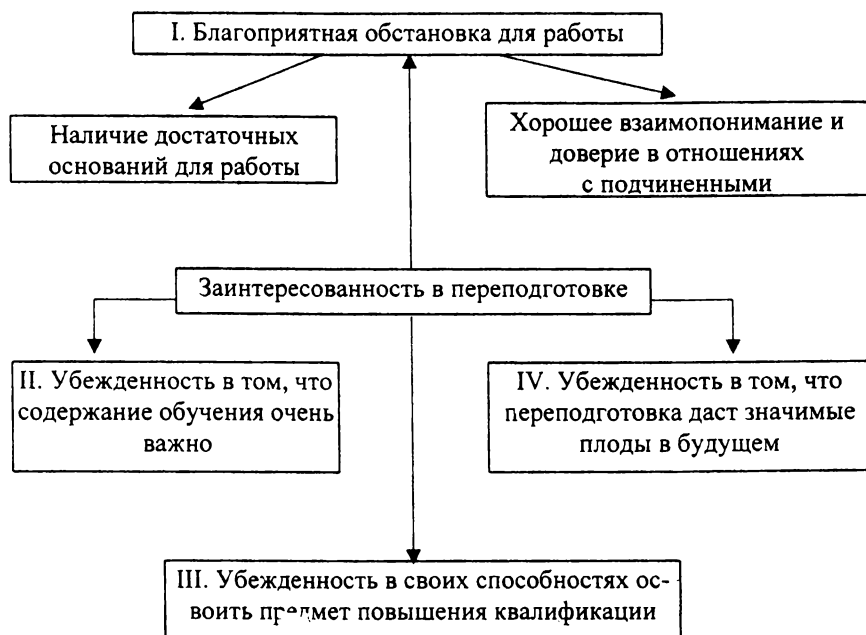 I. Благоприятная обстановка для работы
Наличие достаточных
оснований для работы
Хорошее взаимопонимание и
доверие в отношениях
с подчиненными
Заинтересованность в переподготовке
II. Убежденность в том, что
содержание обучения очень
важно
IV. Убежденность в том, что
переподготовка даст значимые
плоды в будущем
III. Убежденность в своих способностях ос-
воить предмет повышения квалификации